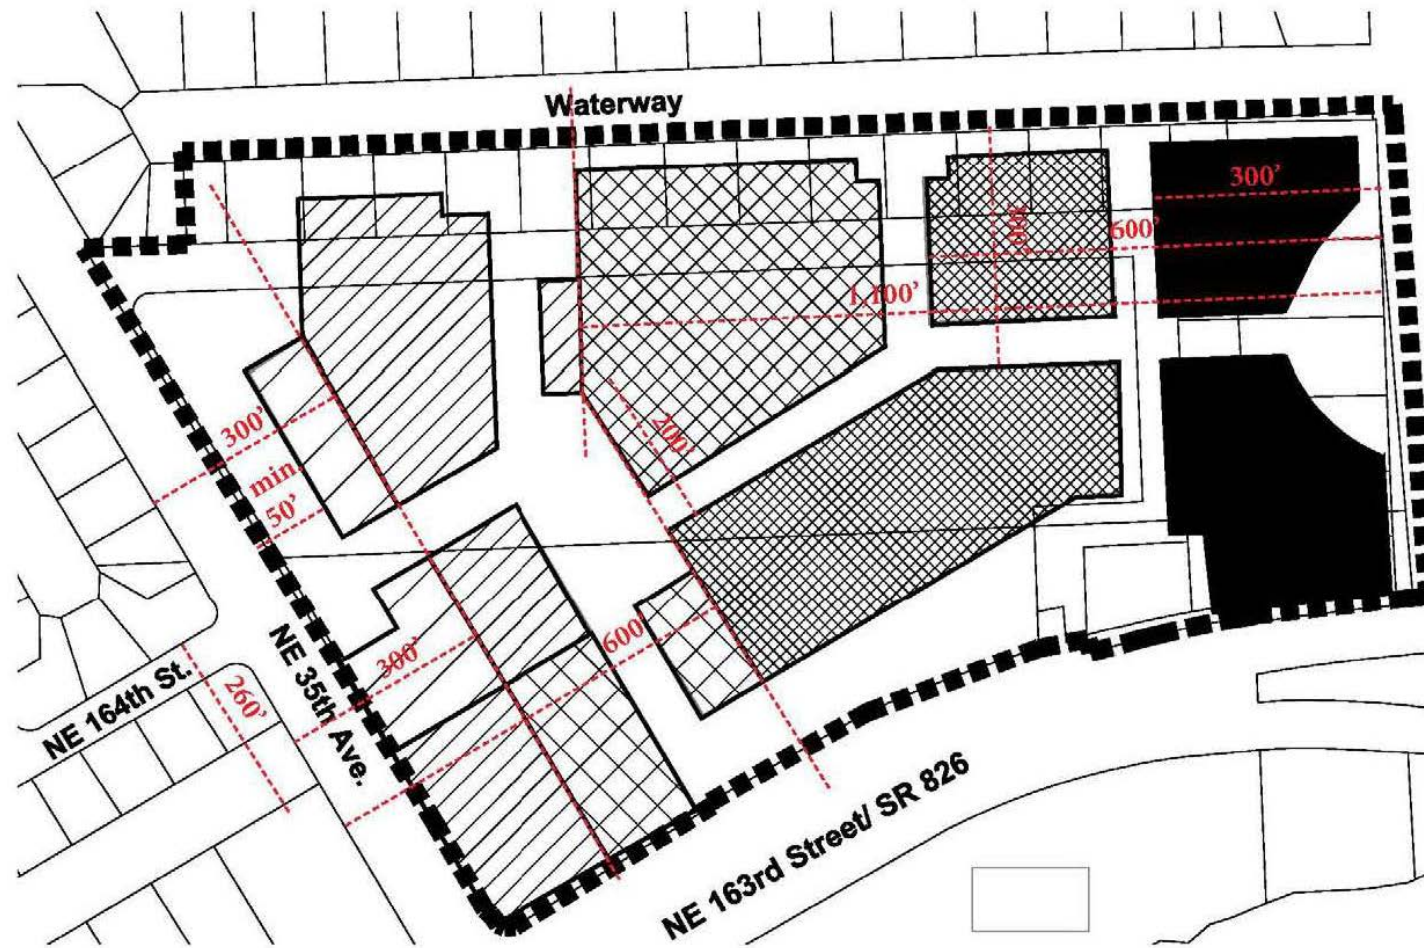 Waterway
300’
600’
300’
1,100’
300’
min
50’
200’
600’
300’
260’
NE 164th St.
NE 35th Ave.
NE 163rd Street/ SR 826